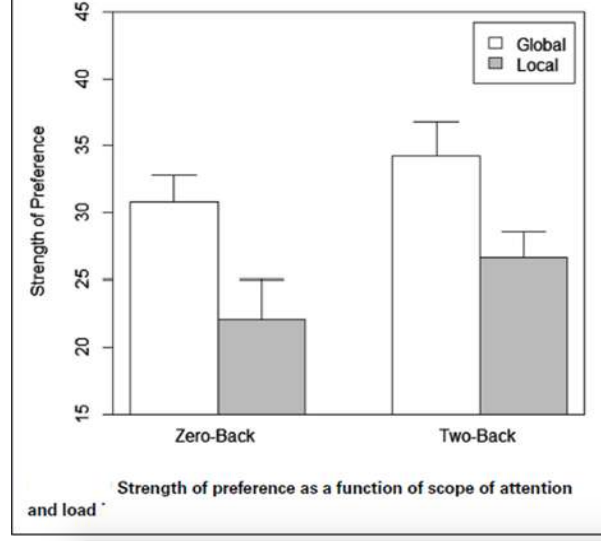 45
40
35
30
25
20
15
Strength of Preference
Global
Local
Zero-Back
Two-Back
Strength of preference as a function of scope of attention
and load